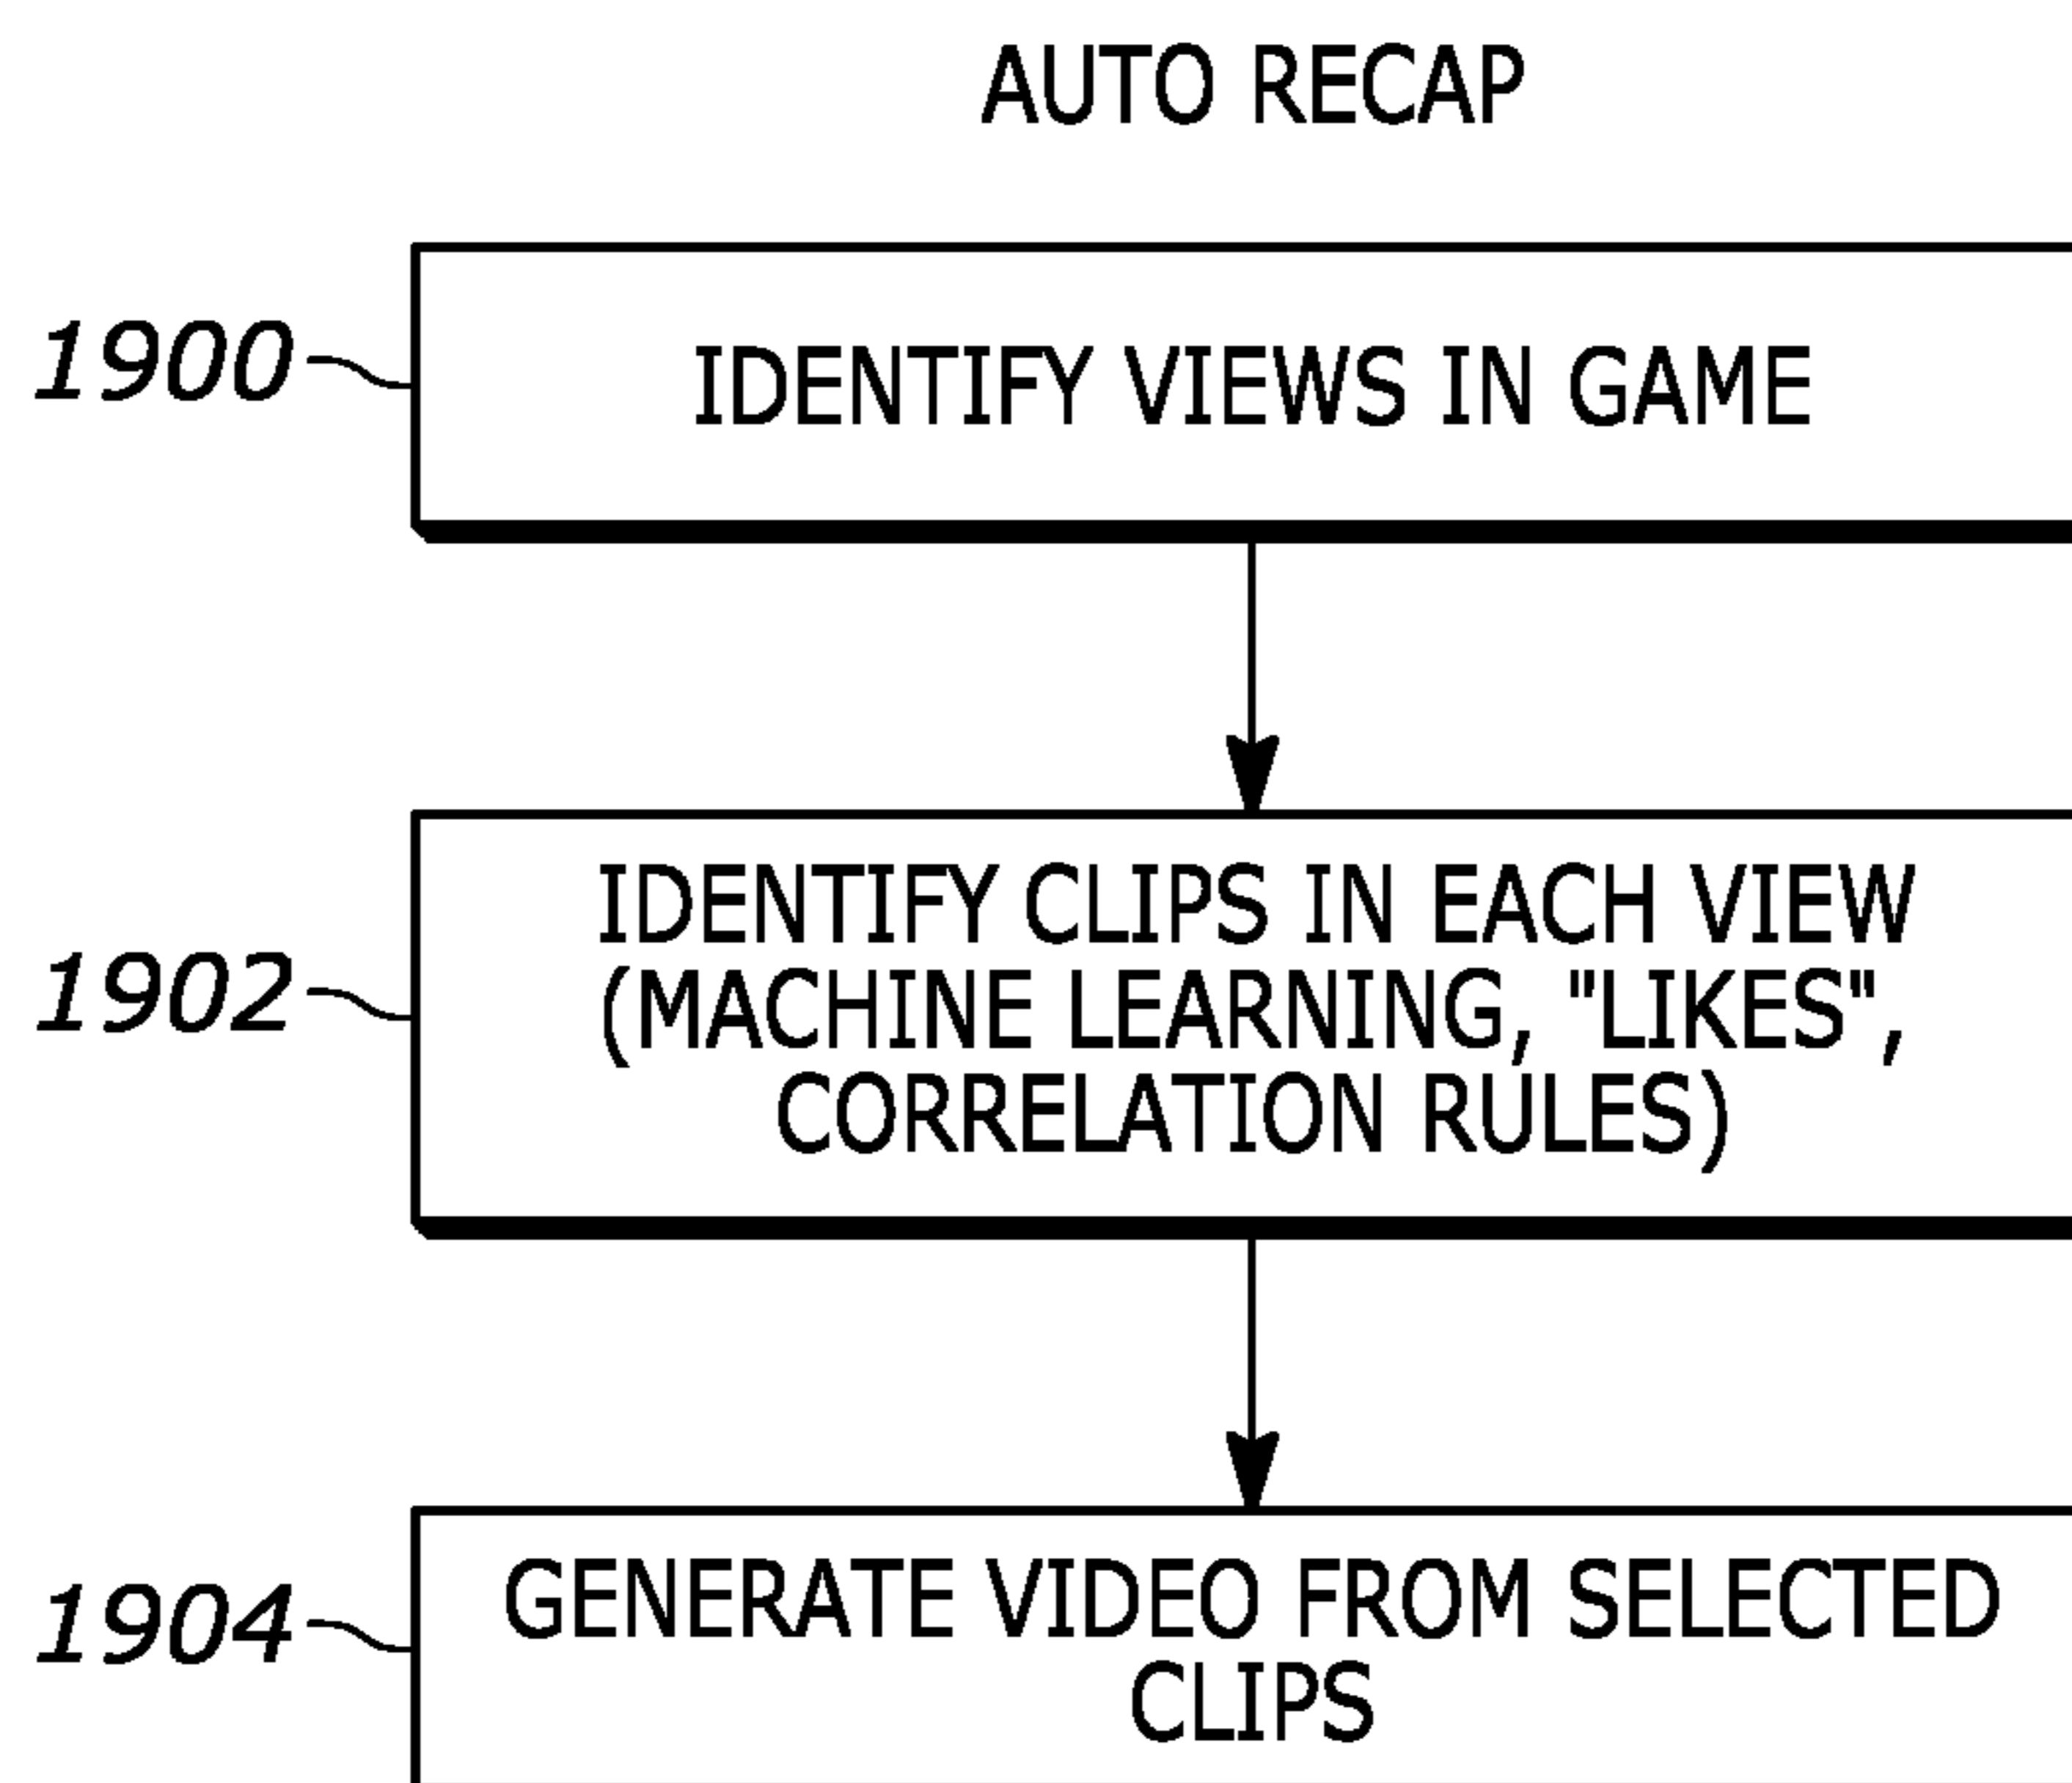 AUTO RECAP
1900
IDENTIFY VIEWS IN GAME
1902
IDENTIFY CLIPS IN EACH VIEW
(MACHINE LEARNING, "LIKES",
CORRELATION RULES)
1904
GENERATE VIDEO FROM SELECTED
CLIPS